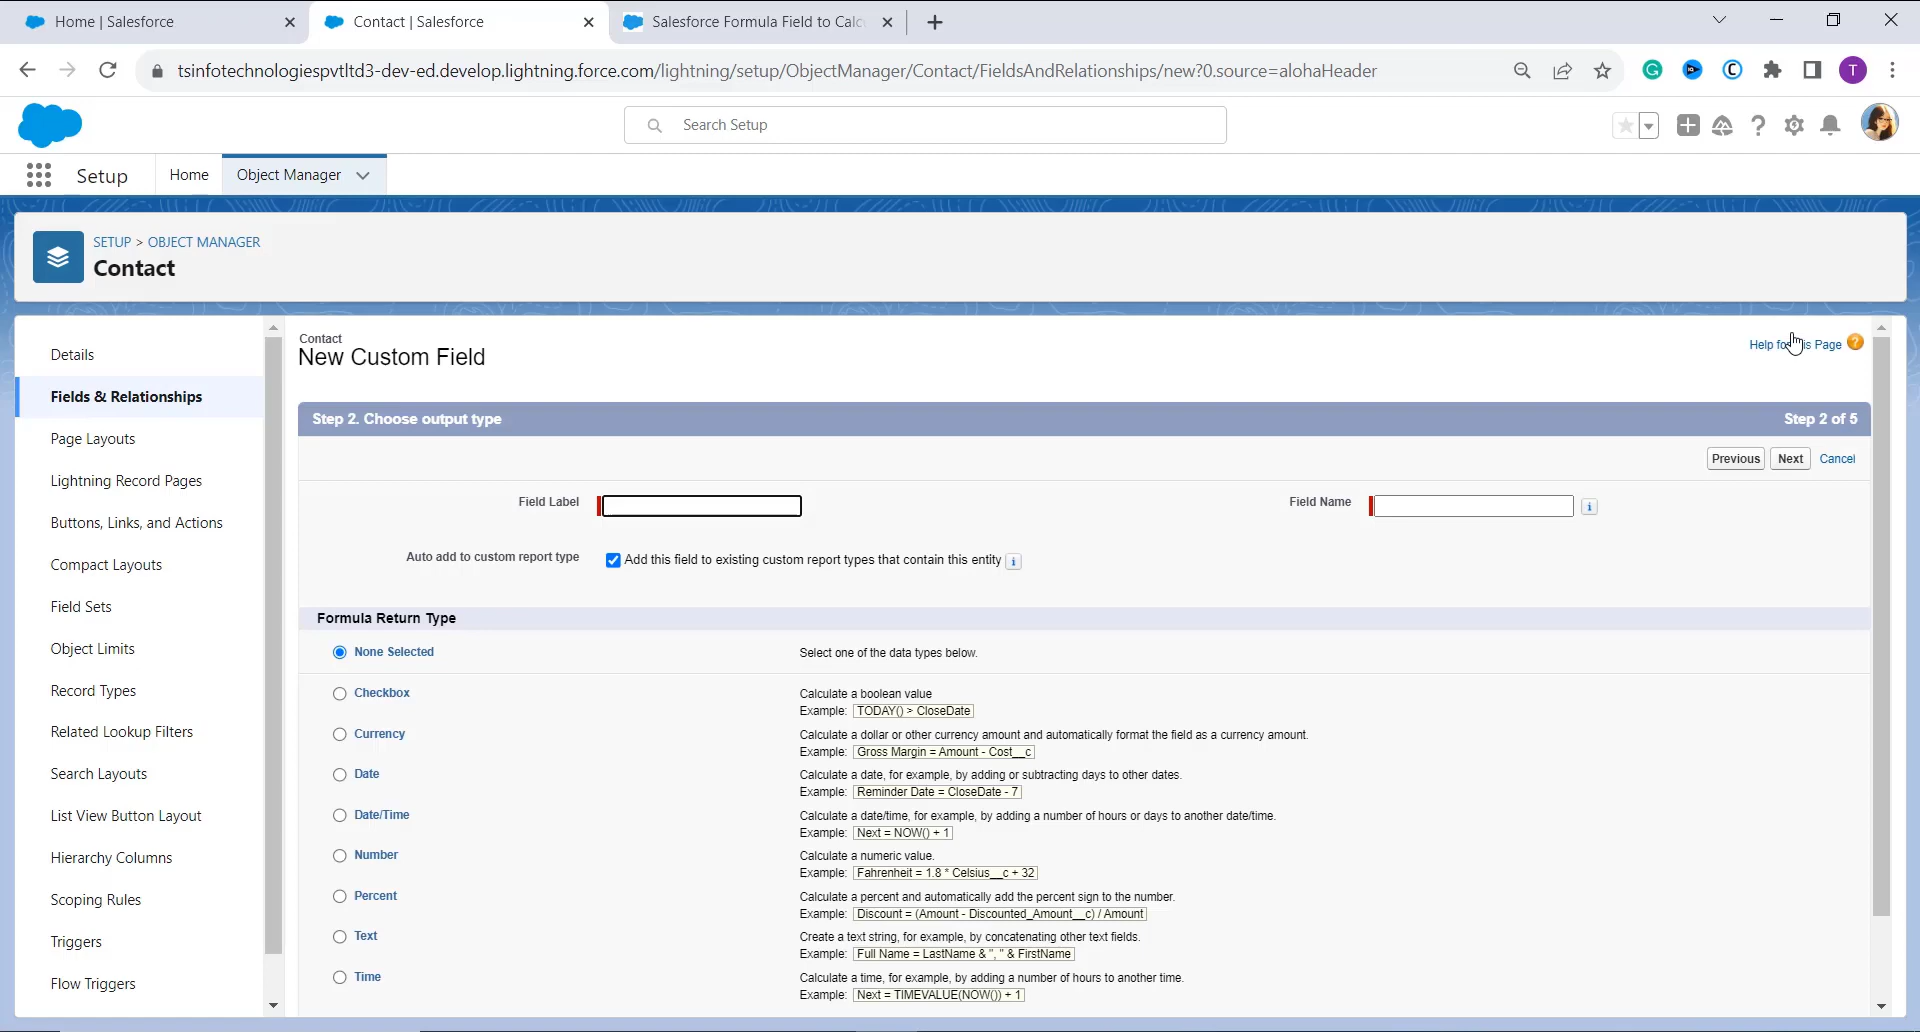 Home | Salesforce
Contact | Salesforce
Salesforce Formula Field to Calc
tsinfotechnologiespvtltd3-dev-ed.develop.lightning.force.com/lightning/setup/ObjectManager/Contact/FieldsAndRelationships/new?0.source=alohaHeader
T
Search Setup
Setup
Home
Object Manager
SETUP > OBJECT MANAGER
Contact
Details
Fields & Relationships
Page Layouts
Lightning Record Pages
Buttons, Links, and Actions
Compact Layouts
Field Sets
Object Limits
Record Types
Related Lookup Filters
Search Layouts
List View Button Layout
Hierarchy Columns
Scoping Rules
Triggers
Flow Triggers
Contact
New Custom Field
Help Page
Step 2. Choose output type
Step 2 of 5
Previous Next Cancel
Field Label
Field Name
Auto add to custom report type
Add this field to existing custom report types that contain this entity
Formula Return Type
None Selected
Select one of the data types below.
Checkbox
Calculate a boolean value
Example: TODAY() > CloseDate
Currency
Calculate a dollar or other currency amount and automatically format the field as a currency amount.
Example: Gross Margin = Amount - Cost__c
Date
Calculate a date, for example, by adding or subtracting days to other dates.
Example: Reminder Date = CloseDate - 7
Date/Time
Calculate a date/time, for example, by adding a number of hours or days to another date/time.
Example: Next = NOW() + 1
Number
Calculate a numeric value.
Example: Fahrenheit = 1.8 * Celsius__c + 32
Percent
Calculate a percent and automatically add the percent sign to the number.
Example: Discount = (Amount - Discounted_Amount__c) / Amount
Text
Create a text string, for example, by concatenating other text fields.
Example: Full Name = LastName & ", " & FirstName
Time
Calculate a time, for example, by adding a number of hours to another time.
Example: Next = TIMEVALUE(NOW()) + 1